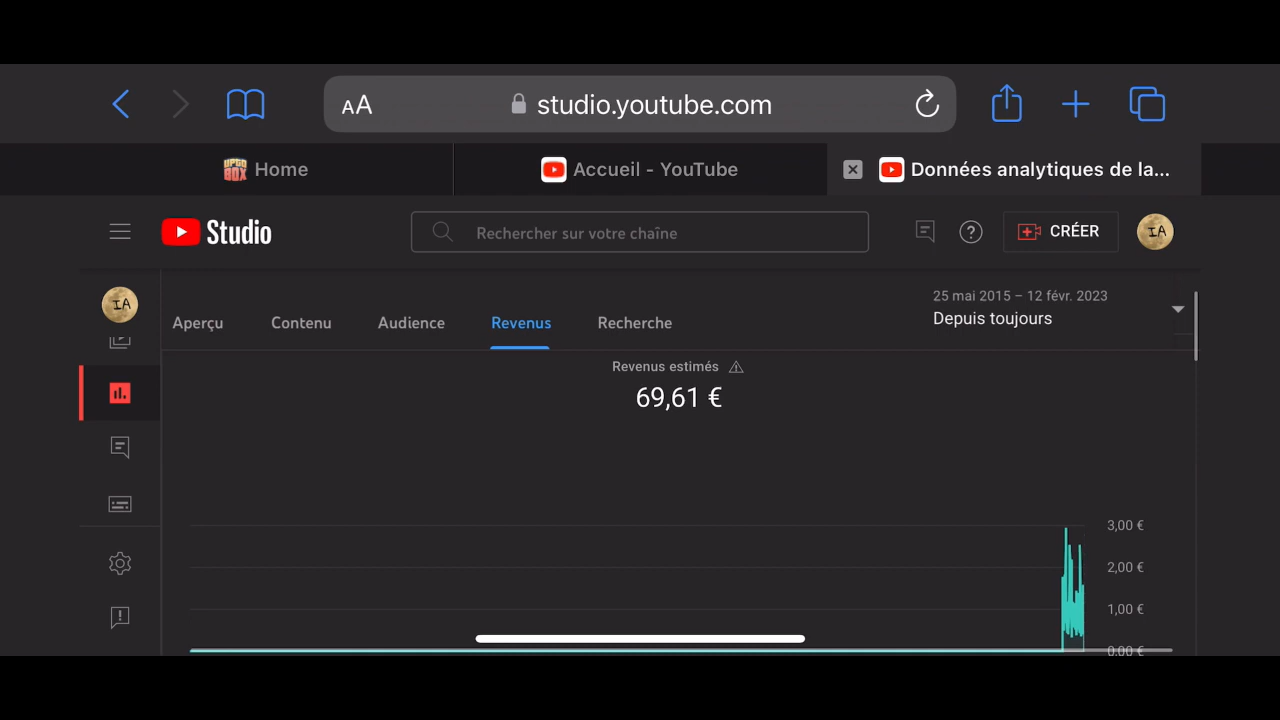 AA studio.youtube.com
UPTO BOX Home
Accueil - YouTube
Données analytiques de la...
Studio
Rechercher sur votre chaîne
CRÉER
IA
IA
Aperçu
Contenu
Audience
Revenus
Recherche
25 mai 2015 – 12 févr. 2023
Depuis toujours
Revenus estimés
69,61 €
3,00 €
2,00 €
1,00 €
0,00 €